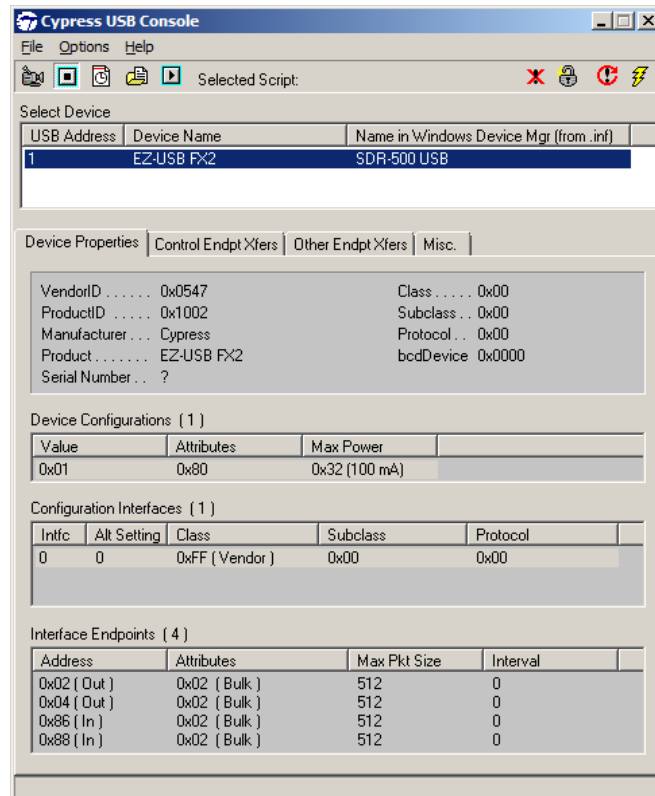 Cypress USB Console
File Options Help
Selected Script:
Select Device
USB Address Device Name Name in Windows Device Mgr (from .inf)
1 EZ-USB FX2 SDR-500 USB
Device Properties Control Endpt Xfers Other Endpt Xfers Misc.
VendorID . . . . . . 0x0547 Class . . . . . 0x00
ProductID . . . . . 0x1002 Subclass . . 0x00
Manufacturer . . . Cypress Protocol . . 0x00
Product . . . . . . . EZ-USB FX2 bcdDevice 0x0000
Serial Number . . ?
Device Configurations ( 1 )
Value Attributes Max Power
0x01 0x80 0x32 (100 mA)
Configuration Interfaces ( 1 )
Intfc Alt Setting Class Subclass Protocol
0 0 0xFF ( Vendor ) 0x00 0x00
Interface Endpoints ( 4 )
Address Attributes Max Pkt Size Interval
0x02 ( Out ) 0x02 ( Bulk ) 512 0
0x04 ( Out ) 0x02 ( Bulk ) 512 0
0x86 ( In ) 0x02 ( Bulk ) 512 0
0x88 ( In ) 0x02 ( Bulk ) 512 0